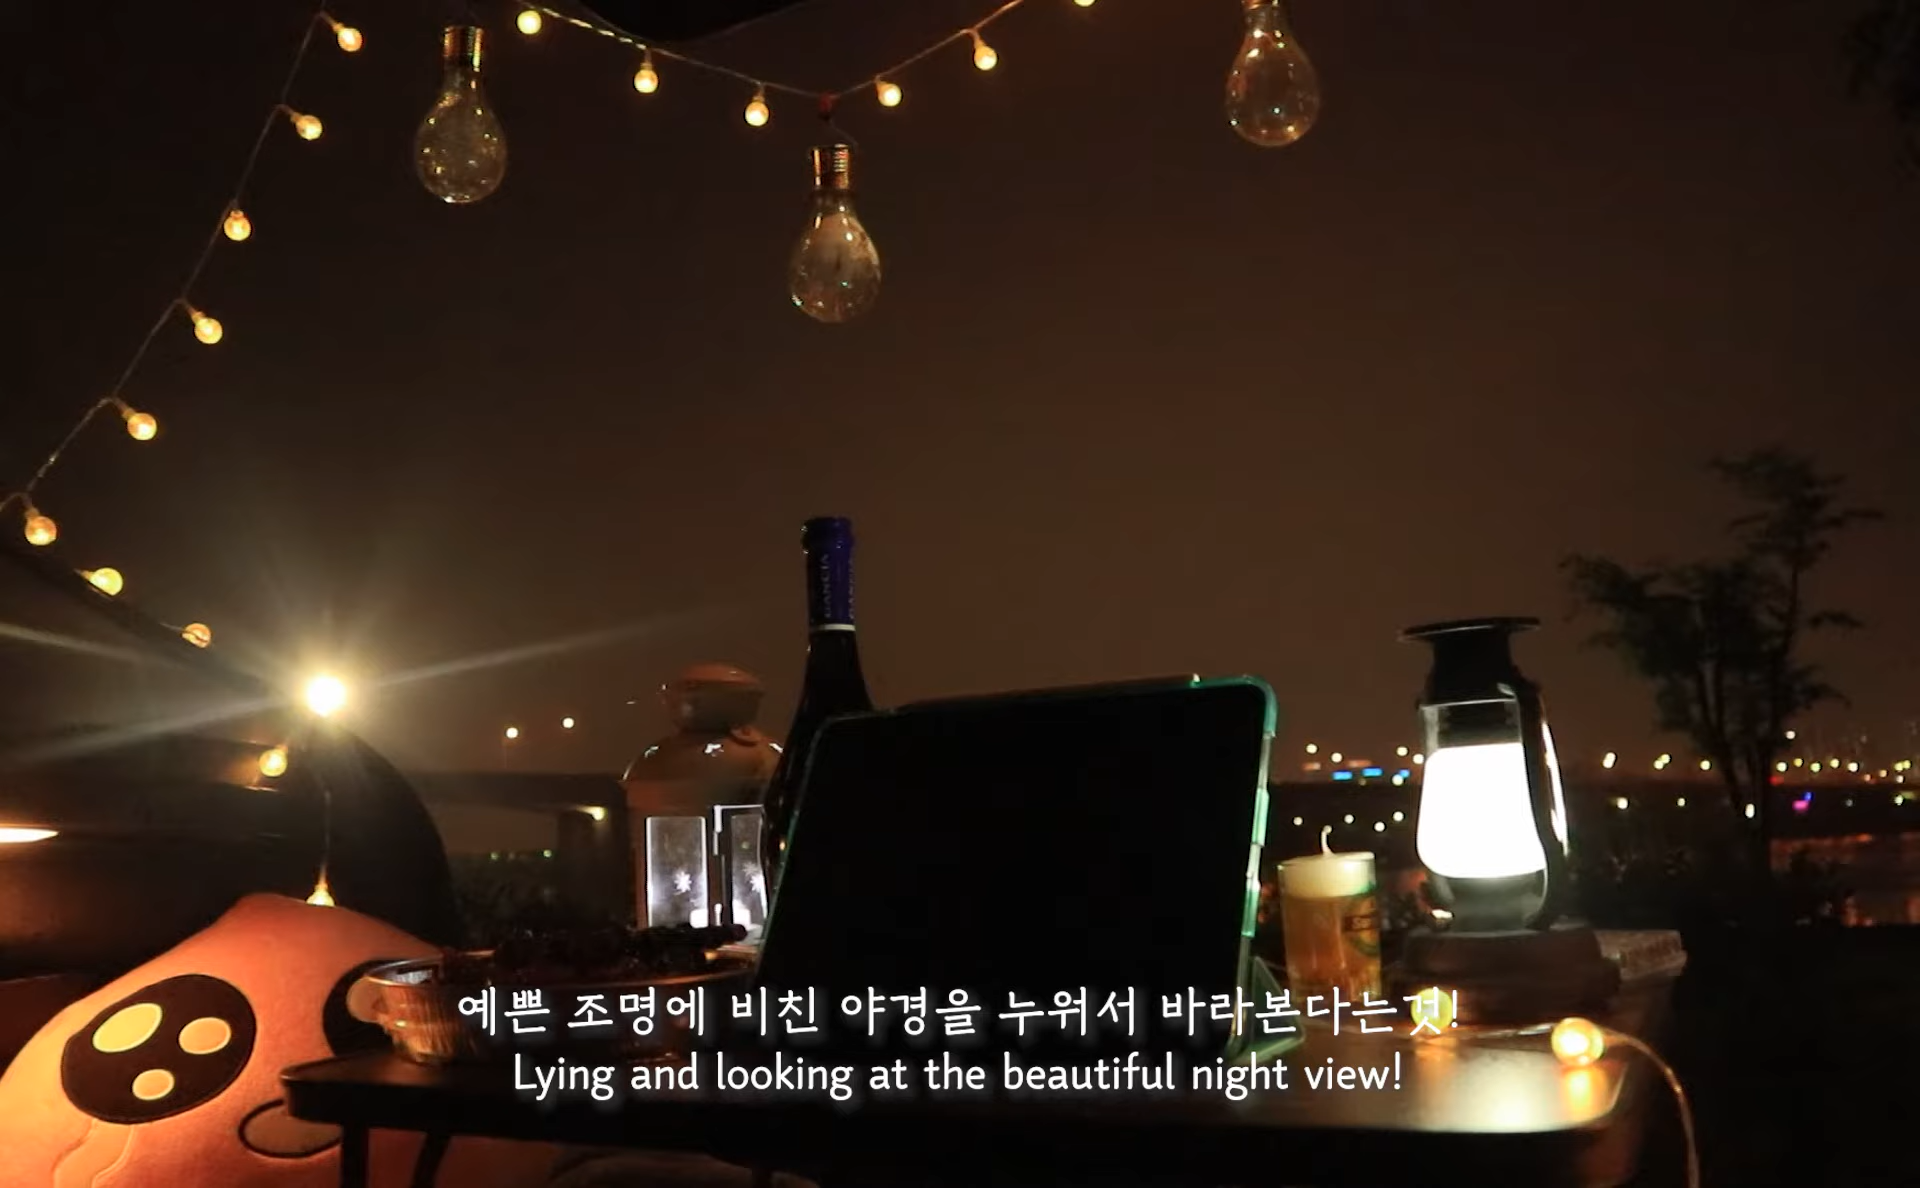 GANCIA
예쁜 조명에 비친 야경을 누워서 바라본다는것!
Lying and looking at the beautiful night view!